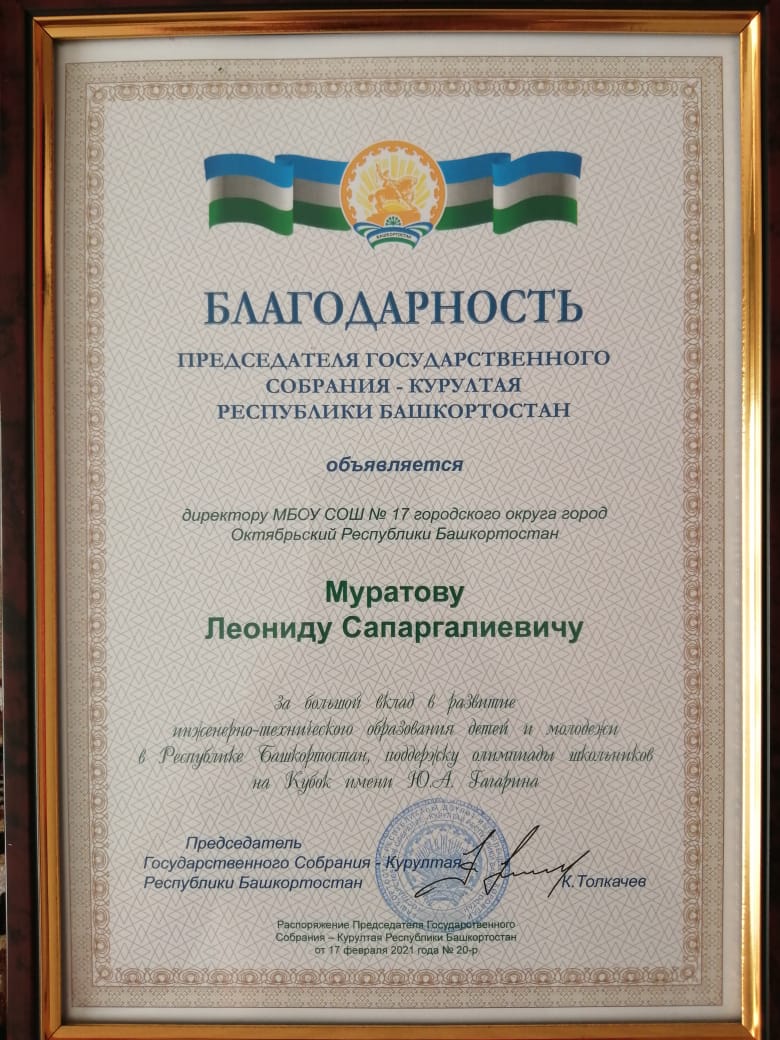 БАШКОРТОСТАН
БЛАГОДАРНОСТЬ
ПРЕДСЕДАТЕЛЯ ГОСУДАРСТВЕННОГО
СОБРАНИЯ - КУРУЛТАЯ
РЕСПУБЛИКИ БАШКОРТОСТАН
объявляется
директору МБОУ СОШ № 17 городского округа город
Октябрьский Республики Башкортостан
Муратову
Леониду Сапаргалиевичу
за большой вклад в развитие
инженерно-технического образования детей и молодежи
в Республике Башкортостан, поддержку олимпиады школьников
на Кубок имени Ю.А. Гагарина
Председатель
Государственного Собрания - Курултая
Республики Башкортостан
К.Толкачев
Распоряжение Председателя Государственного
Собрания – Курултая Республики Башкортостан
от 17 февраля 2021 года № 20-р